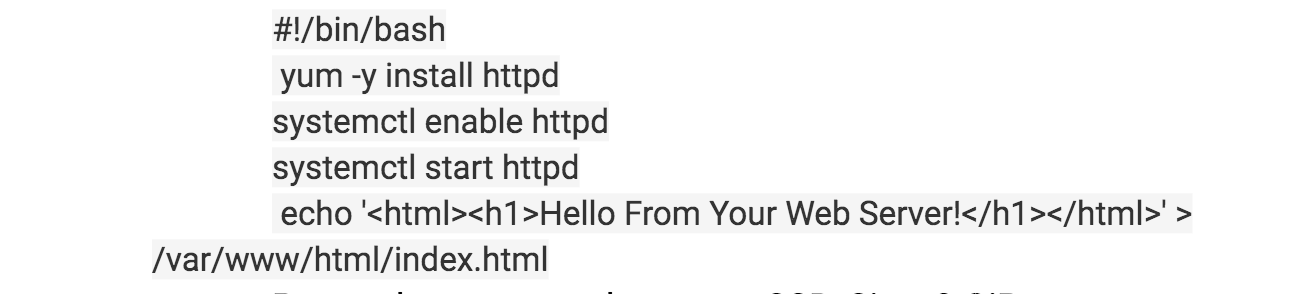 #!/bin/bash
yum -y install httpd
systemctl enable httpd
systemctl start httpd
echo '<html><h1>Hello From Your Web Server!</h1></html>' >
/var/www/html/index.html